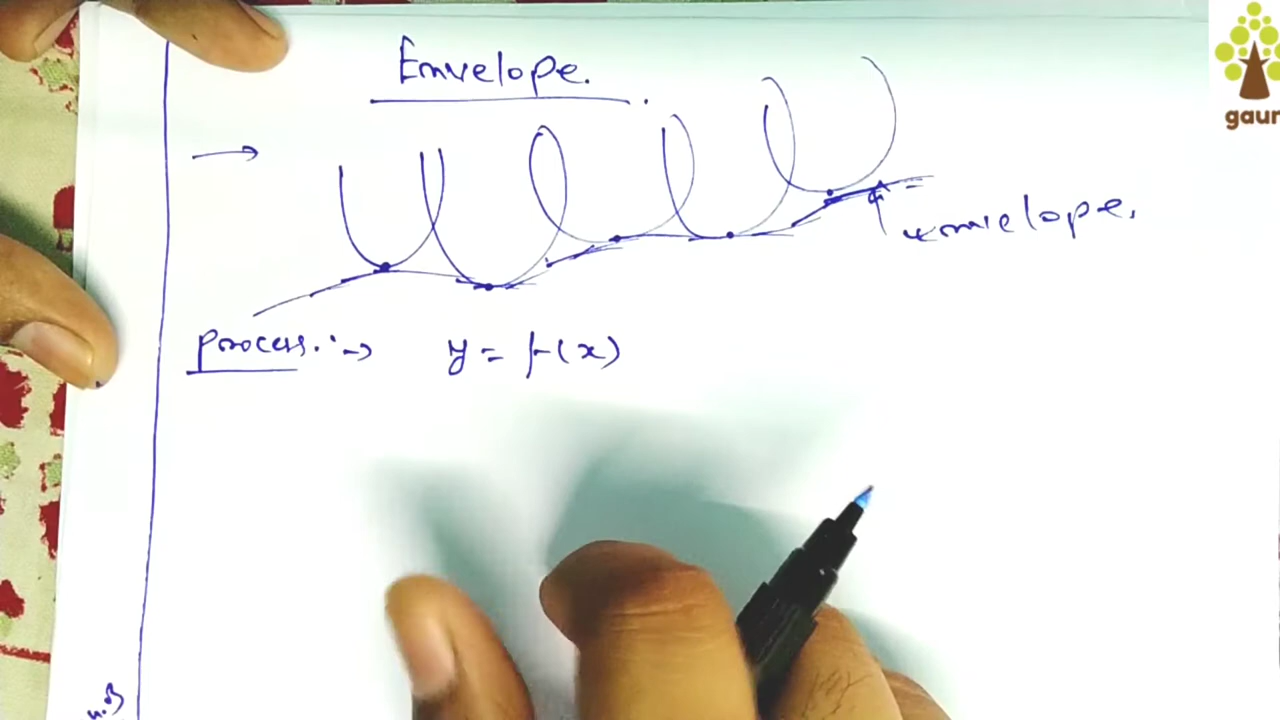 Envelope.
envelope.
process. :→ y = f(x)
gaur